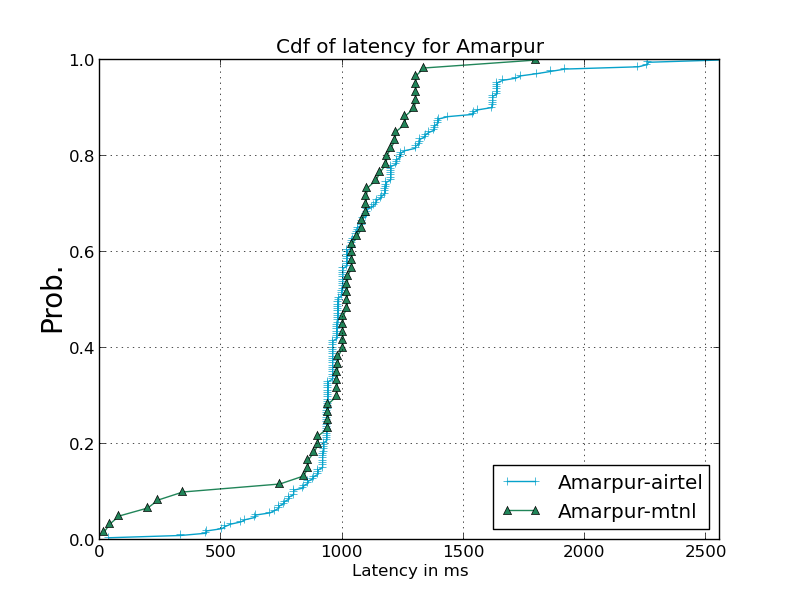 Cdf of latency for Amarpur
1.0
0.8
0.6
0.4
0.2
0.0
Prob.
0 500 1000 1500 2000 2500
Latency in ms
Amarpur-airtel
Amarpur-mtnl